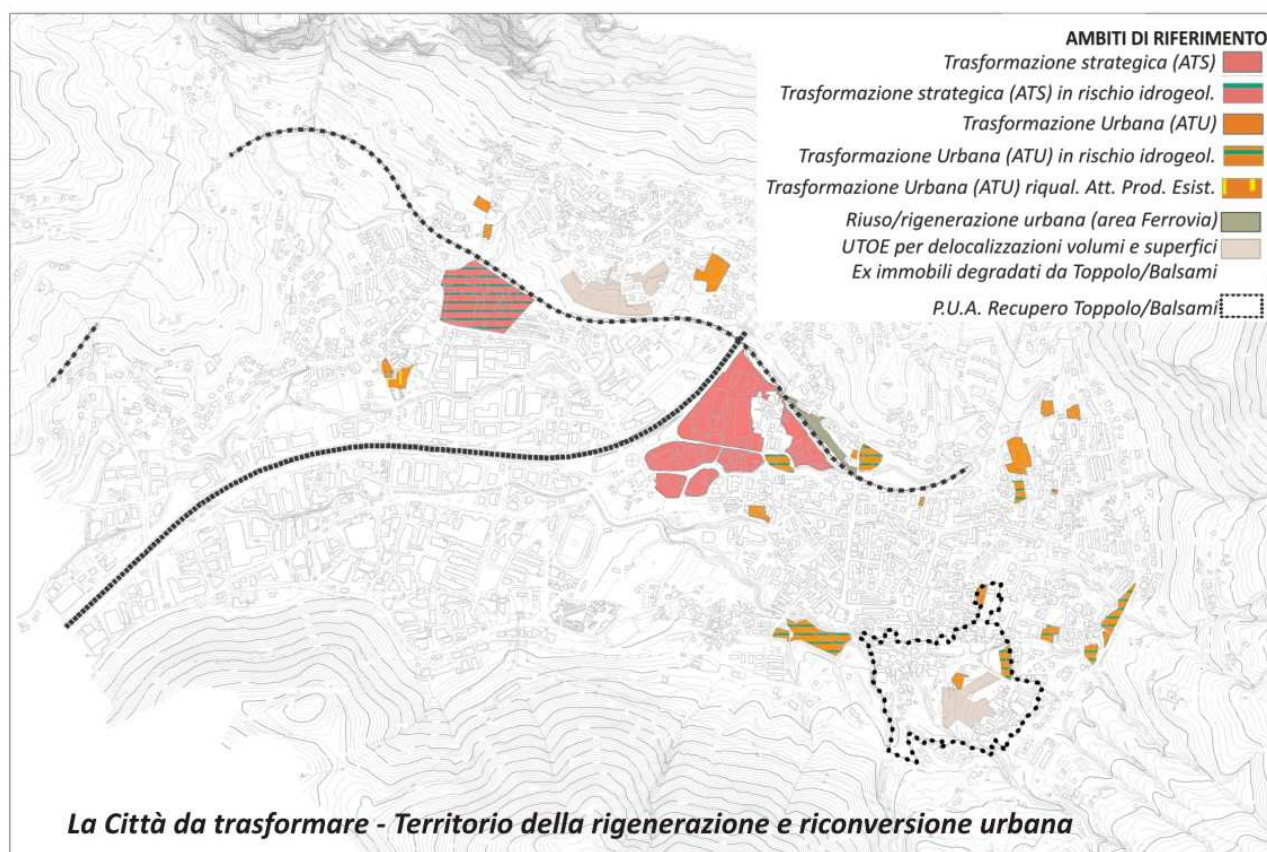 AMBITI DI RIFERIMENTO
Trasformazione strategica (ATS)
Trasformazione strategica (ATS) in rischio idrogeol.
Trasformazione Urbana (ATU)
Trasformazione Urbana (ATU) in rischio idrogeol.
Trasformazione Urbana (ATU) riqual. Att. Prod. Esist.
Riuso/rigenerazione urbana (area Ferrovia)
UTOE per delocalizzazioni volumi e superfici
Ex immobili degradati da Toppolo/Balsami
P.U.A. Recupero Toppolo/Balsami
La Città da trasformare - Territorio della rigenerazione e riconversione urbana